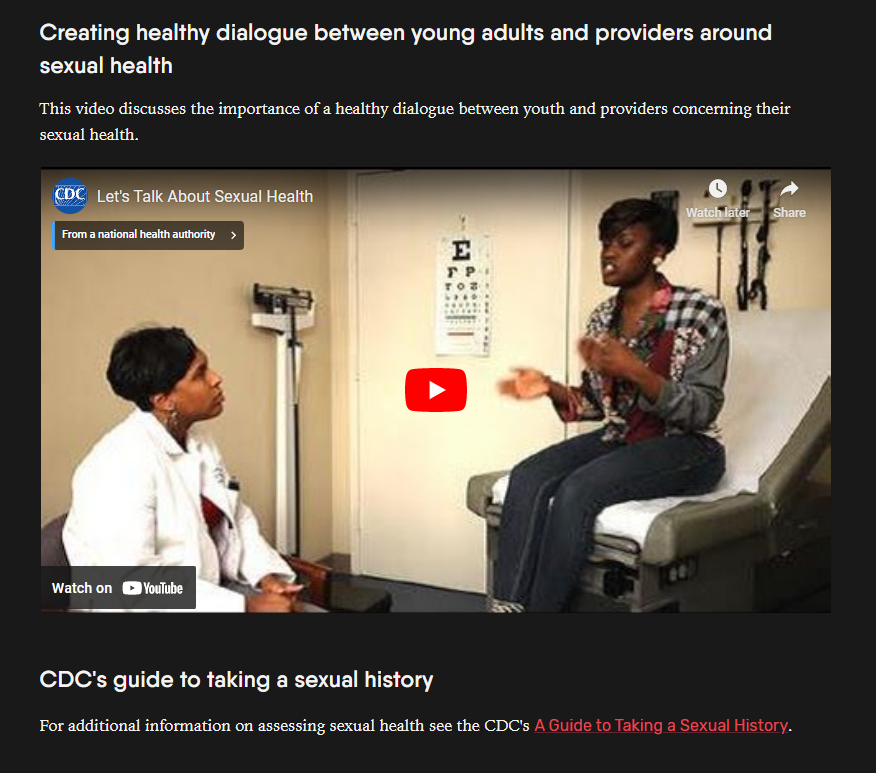 Creating healthy dialogue between young adults and providers around
sexual health
This video discusses the importance of a healthy dialogue between youth and providers concerning their
sexual health.
CDC
Let's Talk About Sexual Health
Watch later
Share
From a national health authority
E
F P
T O Z
Watch on YouTube
CDC's guide to taking a sexual history
For additional information on assessing sexual health see the CDC's A Guide to Taking a Sexual History.